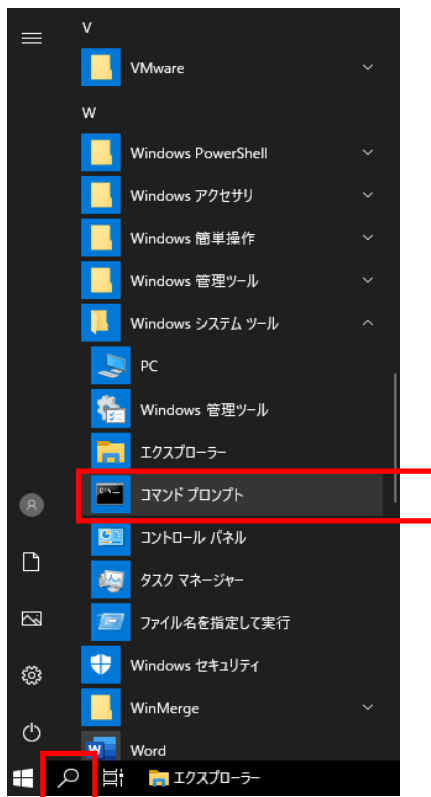 V
VMware
W
Windows PowerShell
Windows アクセサリ
Windows 簡単操作
Windows 管理ツール
Windows システム ツール
PC
Windows 管理ツール
エクスプローラー
コマンド プロンプト
コントロール パネル
タスク マネージャー
ファイル名を指定して実行
Windows セキュリティ
WinMerge
Word
エクスプローラー